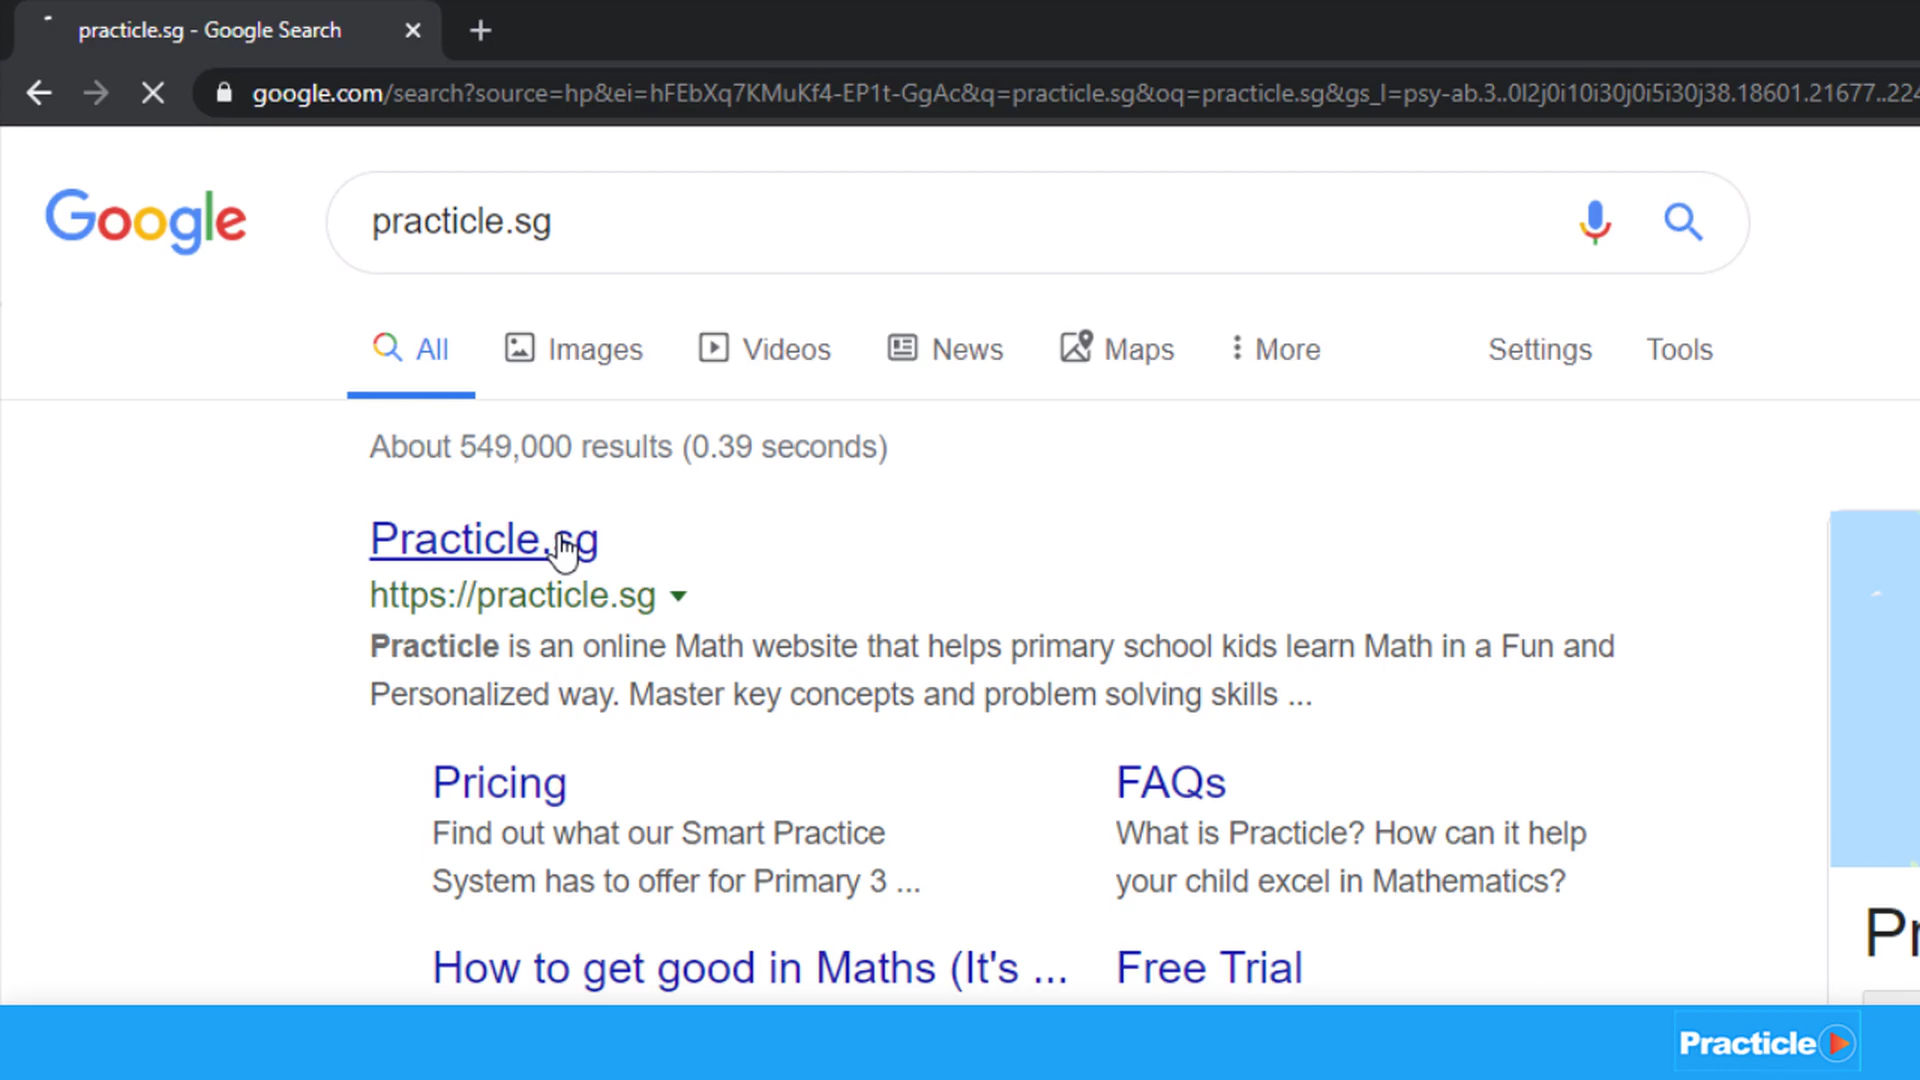 practicle.sg - Google Search
google.com/search?source=hp&ei=hFEbXq7KMuKf4-EP1t-GgAc&q=practicle.sg&oq=practicle.sg&gs_l=psy-ab.3..0l2j0i10i30j0i5i30j38.18601.21677..224
Google
practicle.sg
All Images Videos News Maps More Settings Tools
About 549,000 results (0.39 seconds)
Practicle.sg
https://practicle.sg
Practicle is an online Math website that helps primary school kids learn Math in a Fun and
Personalized way. Master key concepts and problem solving skills ...
Pricing
Find out what our Smart Practice
System has to offer for Primary 3 ...
FAQs
What is Practicle? How can it help
your child excel in Mathematics?
How to get good in Maths (It's ...
Free Trial
Pr
Practicle